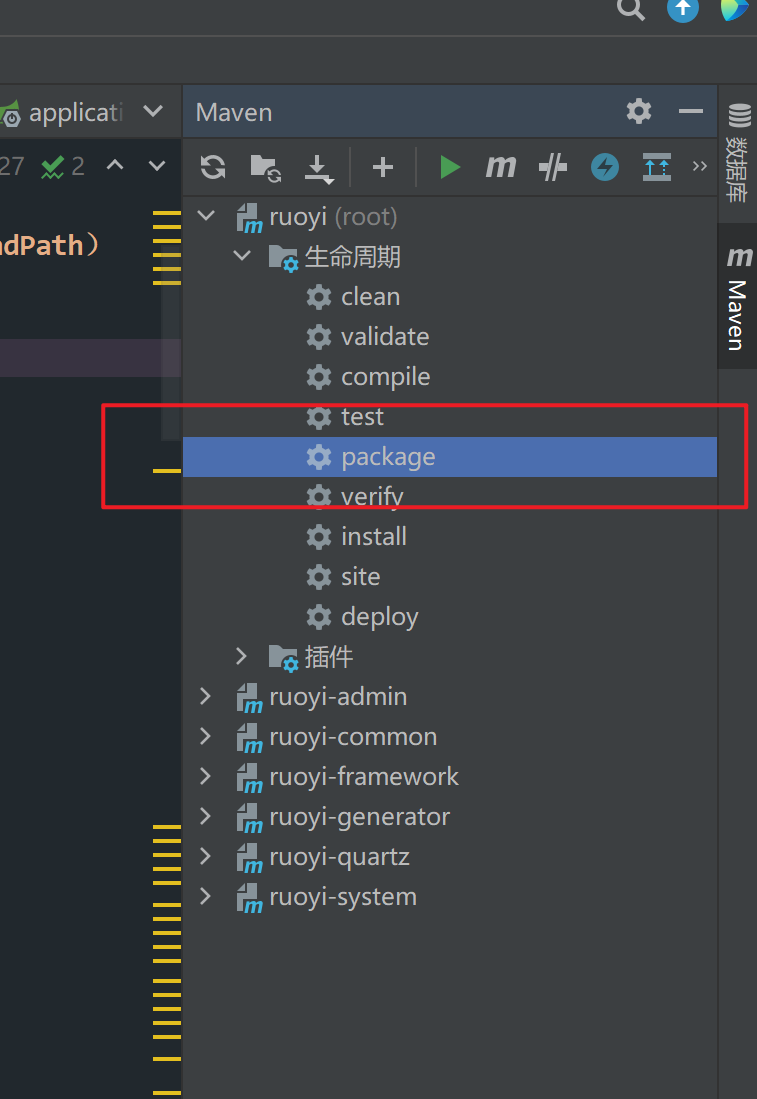 applicati
Maven
27
2
数据库
ruoyi (root)
dPath)
生命周期
m Maven
clean
validate
compile
test
package
verify
install
site
deploy
插件
ruoyi-admin
ruoyi-common
ruoyi-framework
ruoyi-generator
ruoyi-quartz
ruoyi-system